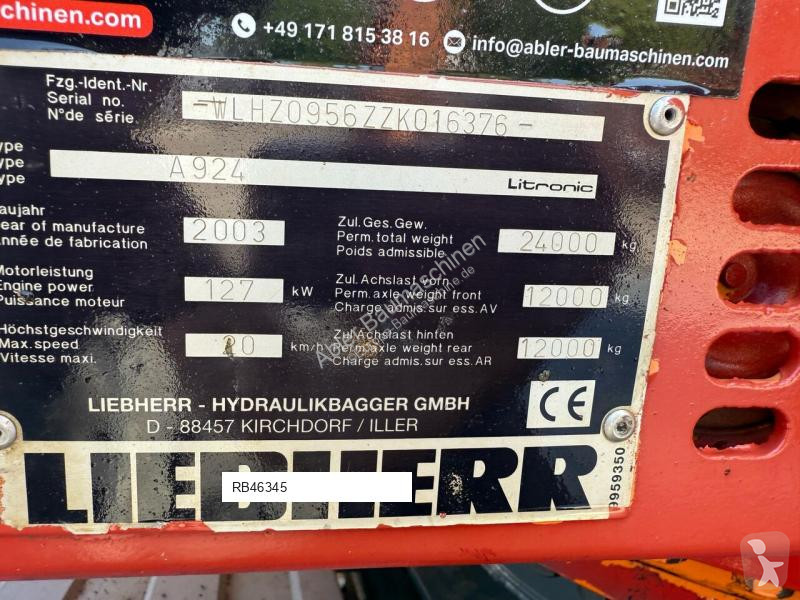 chinen.com
+49 171 815 38 16
info@abler-baumaschinen.com
Fzg.-Ident.-Nr.
Serial no.
N°de série.
-WLHZ0956ZZK016376-
ype
ype
ype
A924
Litronic
aujahr
ear of manufacture
nnée de fabrication
2003
Zul.Ges.Gew.
Perm.total weight
Poids admissible
24000 kg
Motorleistung
Engine power
Puissance moteur
127 kW
Zul.Achslast vorn
Perm.axle weight front
Charge admis.sur ess.AV
12000 kg
Höchstgeschwindigkeit
Max.speed
Vitesse maxi.
20 km/h
Zul.Achslast hinten
Perm.axle weight rear
Charge admis.sur ess.AR
12000 kg
LIEBHERR - HYDRAULIKBAGGER GMBH
D - 88457 KIRCHDORF / ILLER
CE
LIEBHERR
RB46345
9959350
Abler Baumaschinen